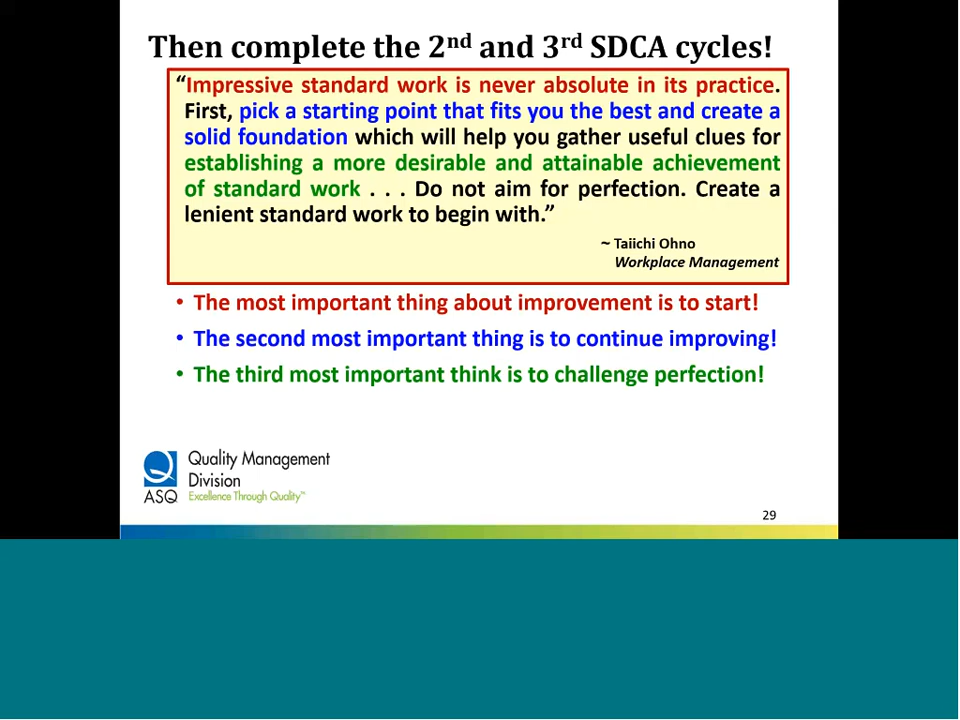 Then complete the 2nd and 3rd SDCA cycles!
“Impressive standard work is never absolute in its practice.
First, pick a starting point that fits you the best and create a
solid foundation which will help you gather useful clues for
establishing a more desirable and attainable achievement
of standard work . . . Do not aim for perfection. Create a
lenient standard work to begin with.”
~ Taiichi Ohno
Workplace Management
• The most important thing about improvement is to start!
• The second most important thing is to continue improving!
• The third most important think is to challenge perfection!
Quality Management
Division
ASQ Excellence Through Quality™
29